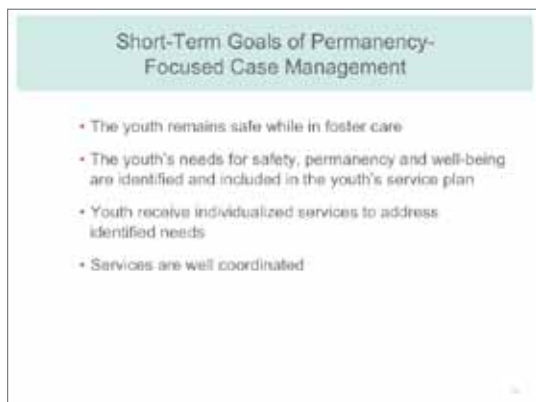 Short-Term Goals of Permanency-
Focused Case Management
• The youth remains safe while in foster care
• The youth's needs for safety, permanency and well-being
are identified and included in the youth's service plan
• Youth receive individualized services to address
identified needs
• Services are well coordinated